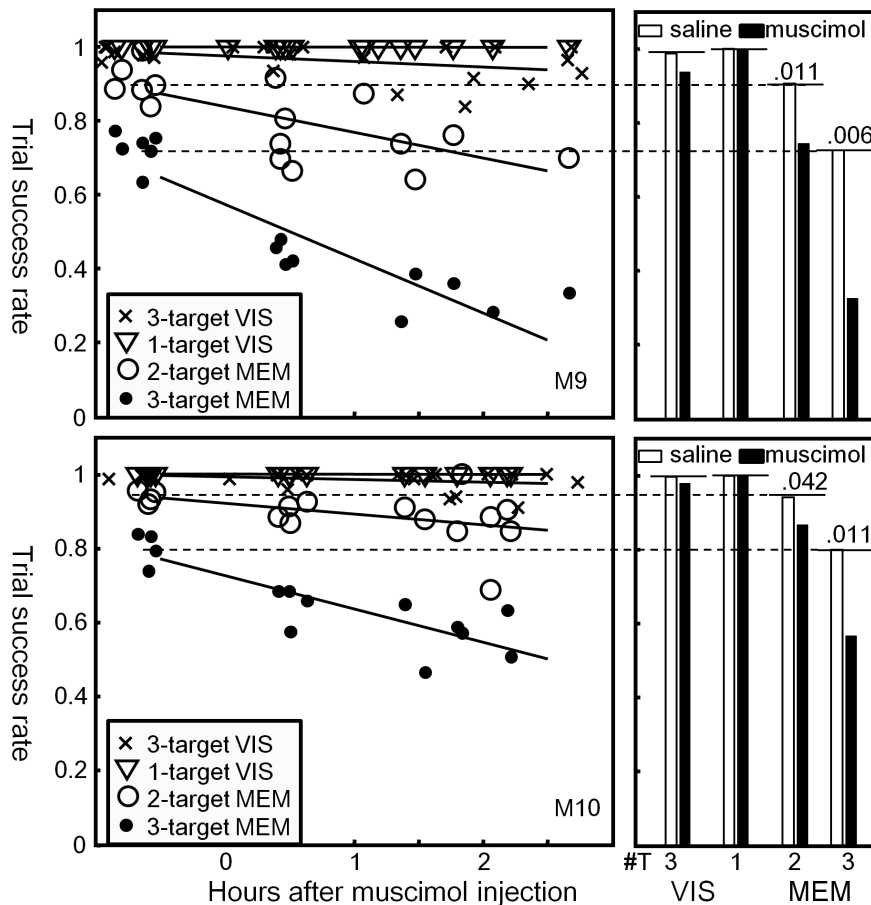 Trial success rate
1
0.8
0.6
0.4
0.2
0
× 3-target VIS
1-target VIS
2-target MEM
3-target MEM
M9
saline muscimol
.011
.006
Trial success rate
1
0.8
0.6
0.4
0.2
0
× 3-target VIS
1-target VIS
2-target MEM
3-target MEM
M10
0 1 2
Hours after muscimol injection
saline muscimol
.042
.011
#T 3 1 2 3
VIS MEM